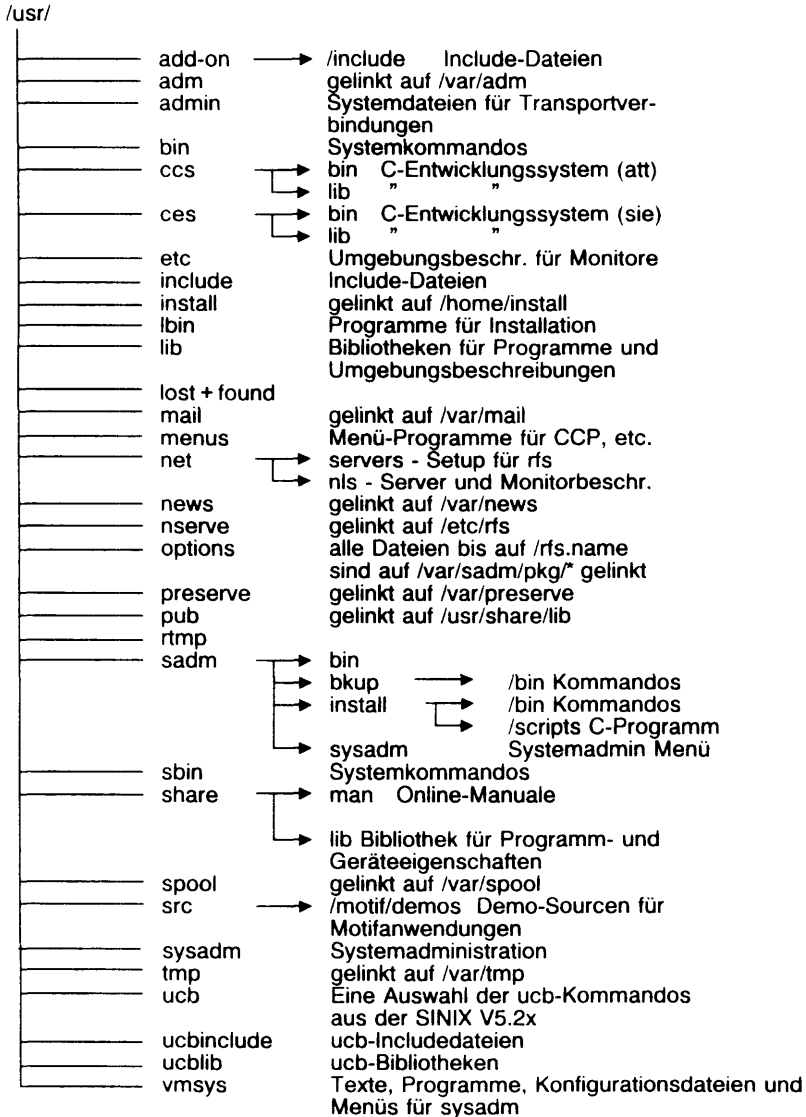 /usr/
add-on /include Include-Dateien
adm gelinkt auf /var/adm
admin Systemdateien für Transportver-
bindungen
bin Systemkommandos
ccs bin C-Entwicklungssystem (att)
lib " "
ces bin C-Entwicklungssystem (sie)
lib " "
etc Umgebungsbeschr. für Monitore
include Include-Dateien
install gelinkt auf /home/install
lbin Programme für Installation
lib Bibliotheken für Programme und
Umgebungsbeschreibungen
lost + found
mail gelinkt auf /var/mail
menus Menü-Programme für CCP, etc.
net servers - Setup für rfs
nls - Server und Monitorbeschr.
news gelinkt auf /var/news
nserve gelinkt auf /etc/rfs
options alle Dateien bis auf /rfs.name
sind auf /var/sadm/pkg/* gelinkt
preserve gelinkt auf /var/preserve
pub gelinkt auf /usr/share/lib
rtmp
sadm bin
bkup /bin Kommandos
install /bin Kommandos
/scripts C-Programm
sysadm Systemadmin Menü
sbin Systemkommandos
share man Online-Manuale
lib Bibliothek für Programm- und
Geräteeigenschaften
spool gelinkt auf /var/spool
src /motif/demos Demo-Sourcen für
Motifanwendungen
sysadm Systemadministration
tmp gelinkt auf /var/tmp
ucb Eine Auswahl der ucb-Kommandos
aus der SINIX V5.2x
ucbinclude ucb-Includedateien
ucblib ucb-Bibliotheken
vmsys Texte, Programme, Konfigurationsdateien und
Menüs für sysadm